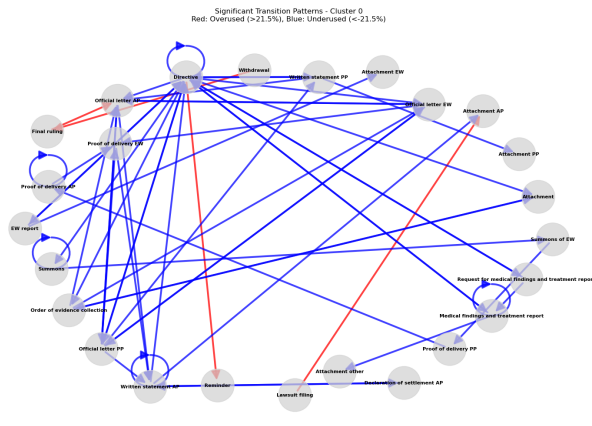 Significant Transition Patterns - Cluster 0
Red: Overused (>21.5%), Blue: Underused (<-21.5%)
Withdrawal
Attachment EW
Directive
Written statement PP
Official letter AP
Official letter EW
Attachment AP
Final ruling
Proof of delivery EW
Attachment PP
Proof of delivery AP
Attachment
EW report
Summons of EW
Summons
Request for medical findings and treatment report
Order of evidence collection
Medical findings and treatment report
Official letter PP
Proof of delivery PP
Attachment other
Written statement AP
Reminder
Declaration of settlement AP
Lawsuit filing